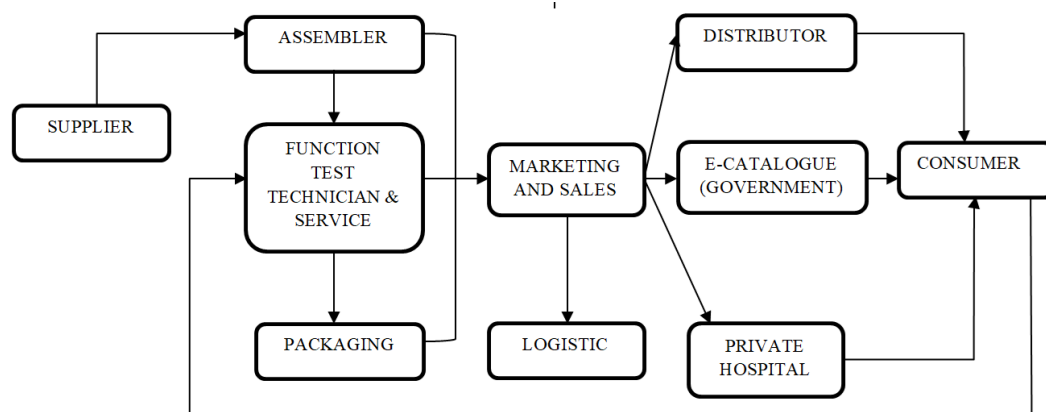 ASSEMBLER
DISTRIBUTOR
SUPPLIER
FUNCTION
TEST
TECHNICIAN &
SERVICE
MARKETING
AND SALES
E-CATALOGUE
(GOVERNMENT)
CONSUMER
PACKAGING
LOGISTIC
PRIVATE
HOSPITAL